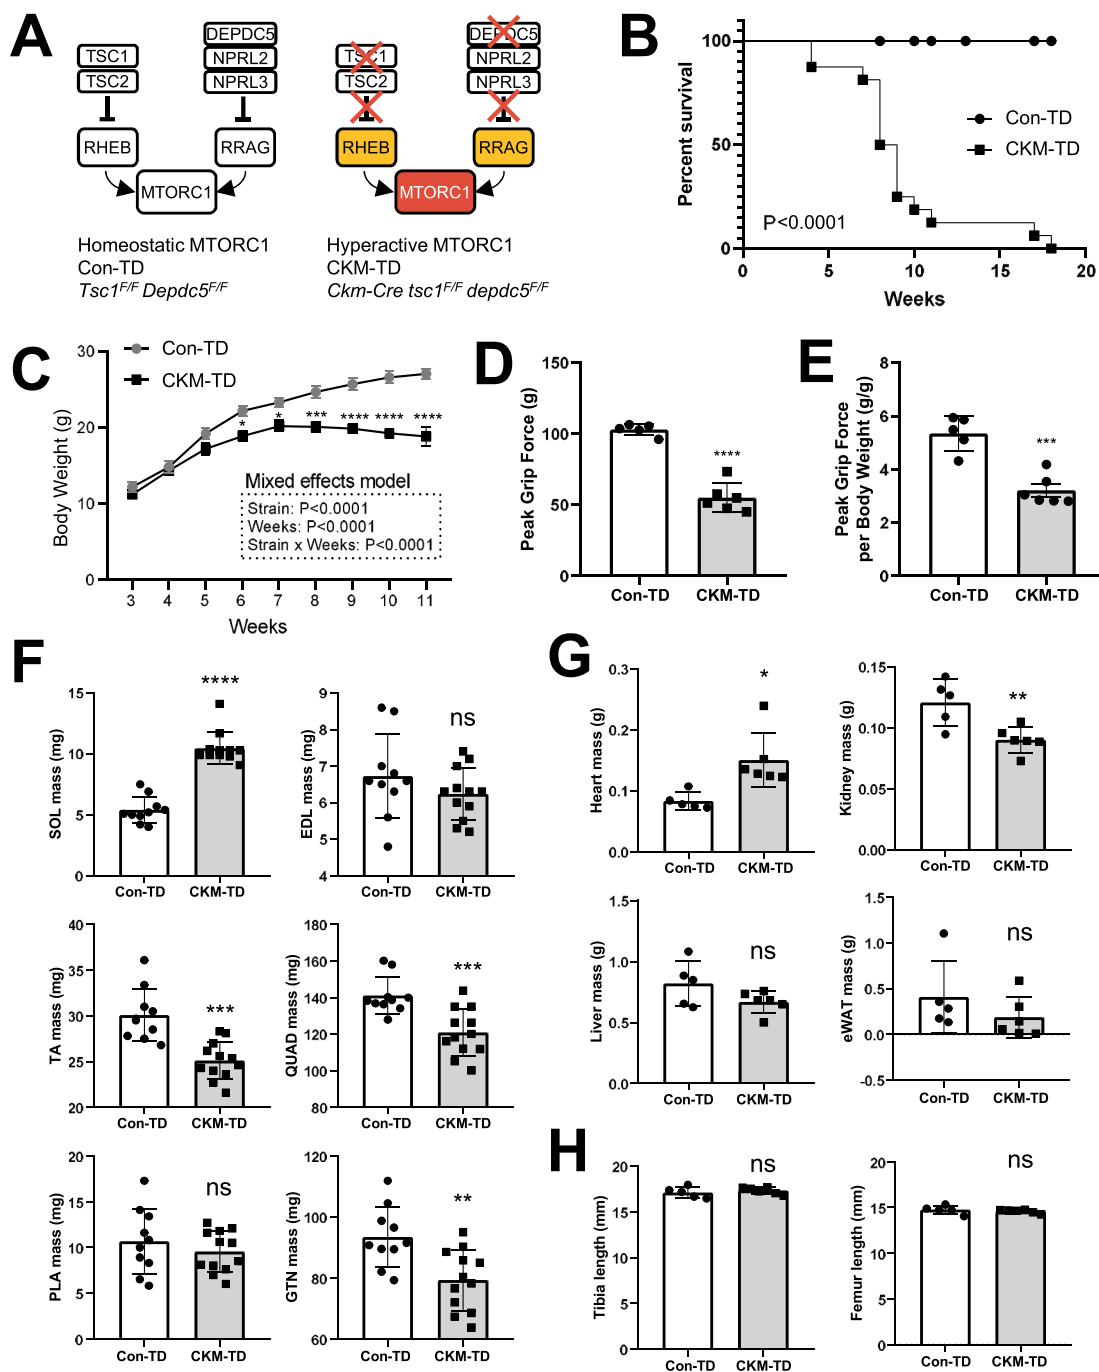 A
TSC1
TSC2
RHEB
DEPDC5
NPRL2
NPRL3
RRAG
MTORC1
Homeostatic MTORC1
Con-TD
Tsc1F/F Depdc5F/F
TSC1
TSC2
RHEB
DEPDC5
NPRL2
NPRL3
RRAG
MTORC1
Hyperactive MTORC1
CKM-TD
Ckm-Cre tsc1F/F depdc5F/F
B
Percent survival
100
50
0
Con-TD
CKM-TD
P<0.0001
0 5 10 15 20
Weeks
C
Con-TD
CKM-TD
Body Weight (g)
30
20
10
0
* * *** **** **** ****
Mixed effects model
Strain: P<0.0001
Weeks: P<0.0001
Strain x Weeks: P<0.0001
3 4 5 6 7 8 9 10 11
Weeks
D
Peak Grip Force (g)
150
100
50
0
****
Con-TD CKM-TD
E
Peak Grip Force
per Body Weight (g/g)
8
6
4
2
0
***
Con-TD CKM-TD
F
SOL mass (mg)
15
10
5
0
****
Con-TD CKM-TD
EDL mass (mg)
9
8
7
6
5
4
ns
Con-TD CKM-TD
TA mass (mg)
40
35
30
25
20
***
Con-TD CKM-TD
QUAD mass (mg)
180
160
140
120
100
80
***
Con-TD CKM-TD
PLA mass (mg)
20
15
10
5
0
ns
Con-TD CKM-TD
GTN mass (mg)
120
100
80
60
**
Con-TD CKM-TD
G
Heart mass (g)
0.3
0.2
0.1
0.0
*
Con-TD CKM-TD
Kidney mass (g)
0.15
0.10
0.05
0.00
**
Con-TD CKM-TD
Liver mass (g)
1.5
1.0
0.5
0.0
ns
Con-TD CKM-TD
eWAT mass (g)
1.5
1.0
0.5
0.0
-0.5
ns
Con-TD CKM-TD
H
Tibia length (mm)
20
15
10
5
0
ns
Con-TD CKM-TD
Femur length (mm)
20
15
10
5
0
ns
Con-TD CKM-TD